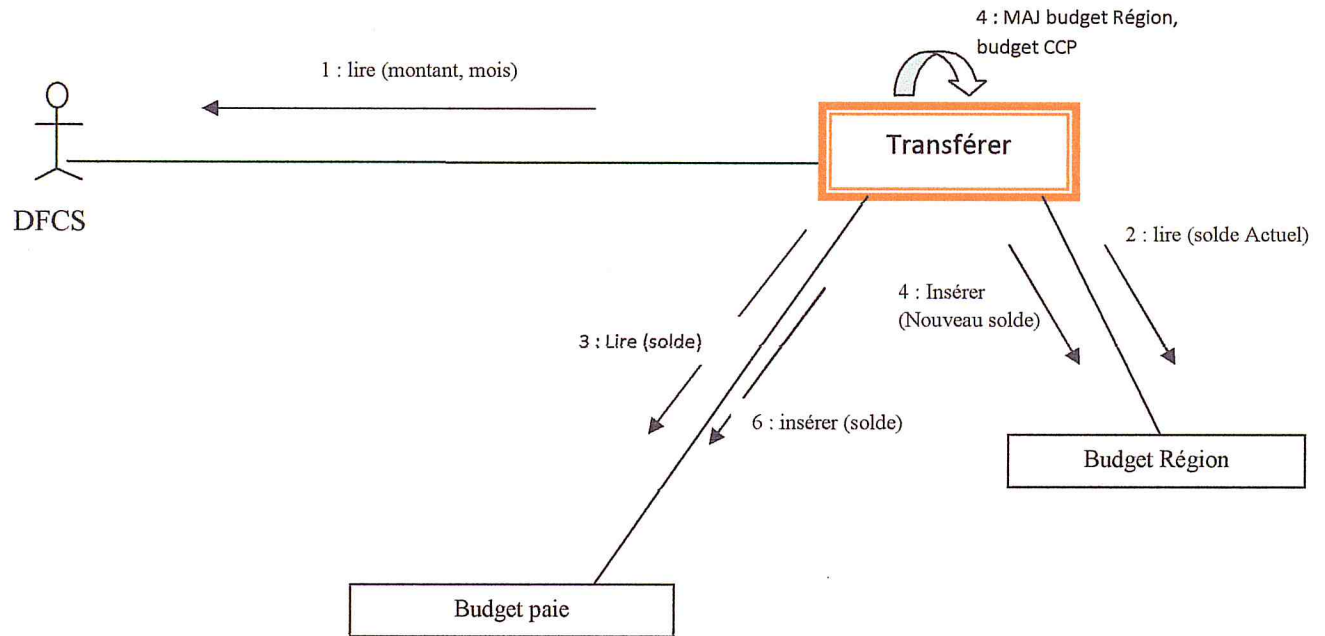 4 : MAJ budget Région,
budget CCP
1 : lire (montant, mois)
Transférer
DFCS
2 : lire (solde Actuel)
4 : Insérer
(Nouveau solde)
3 : Lire (solde)
6 : insérer (solde)
Budget Région
Budget paie